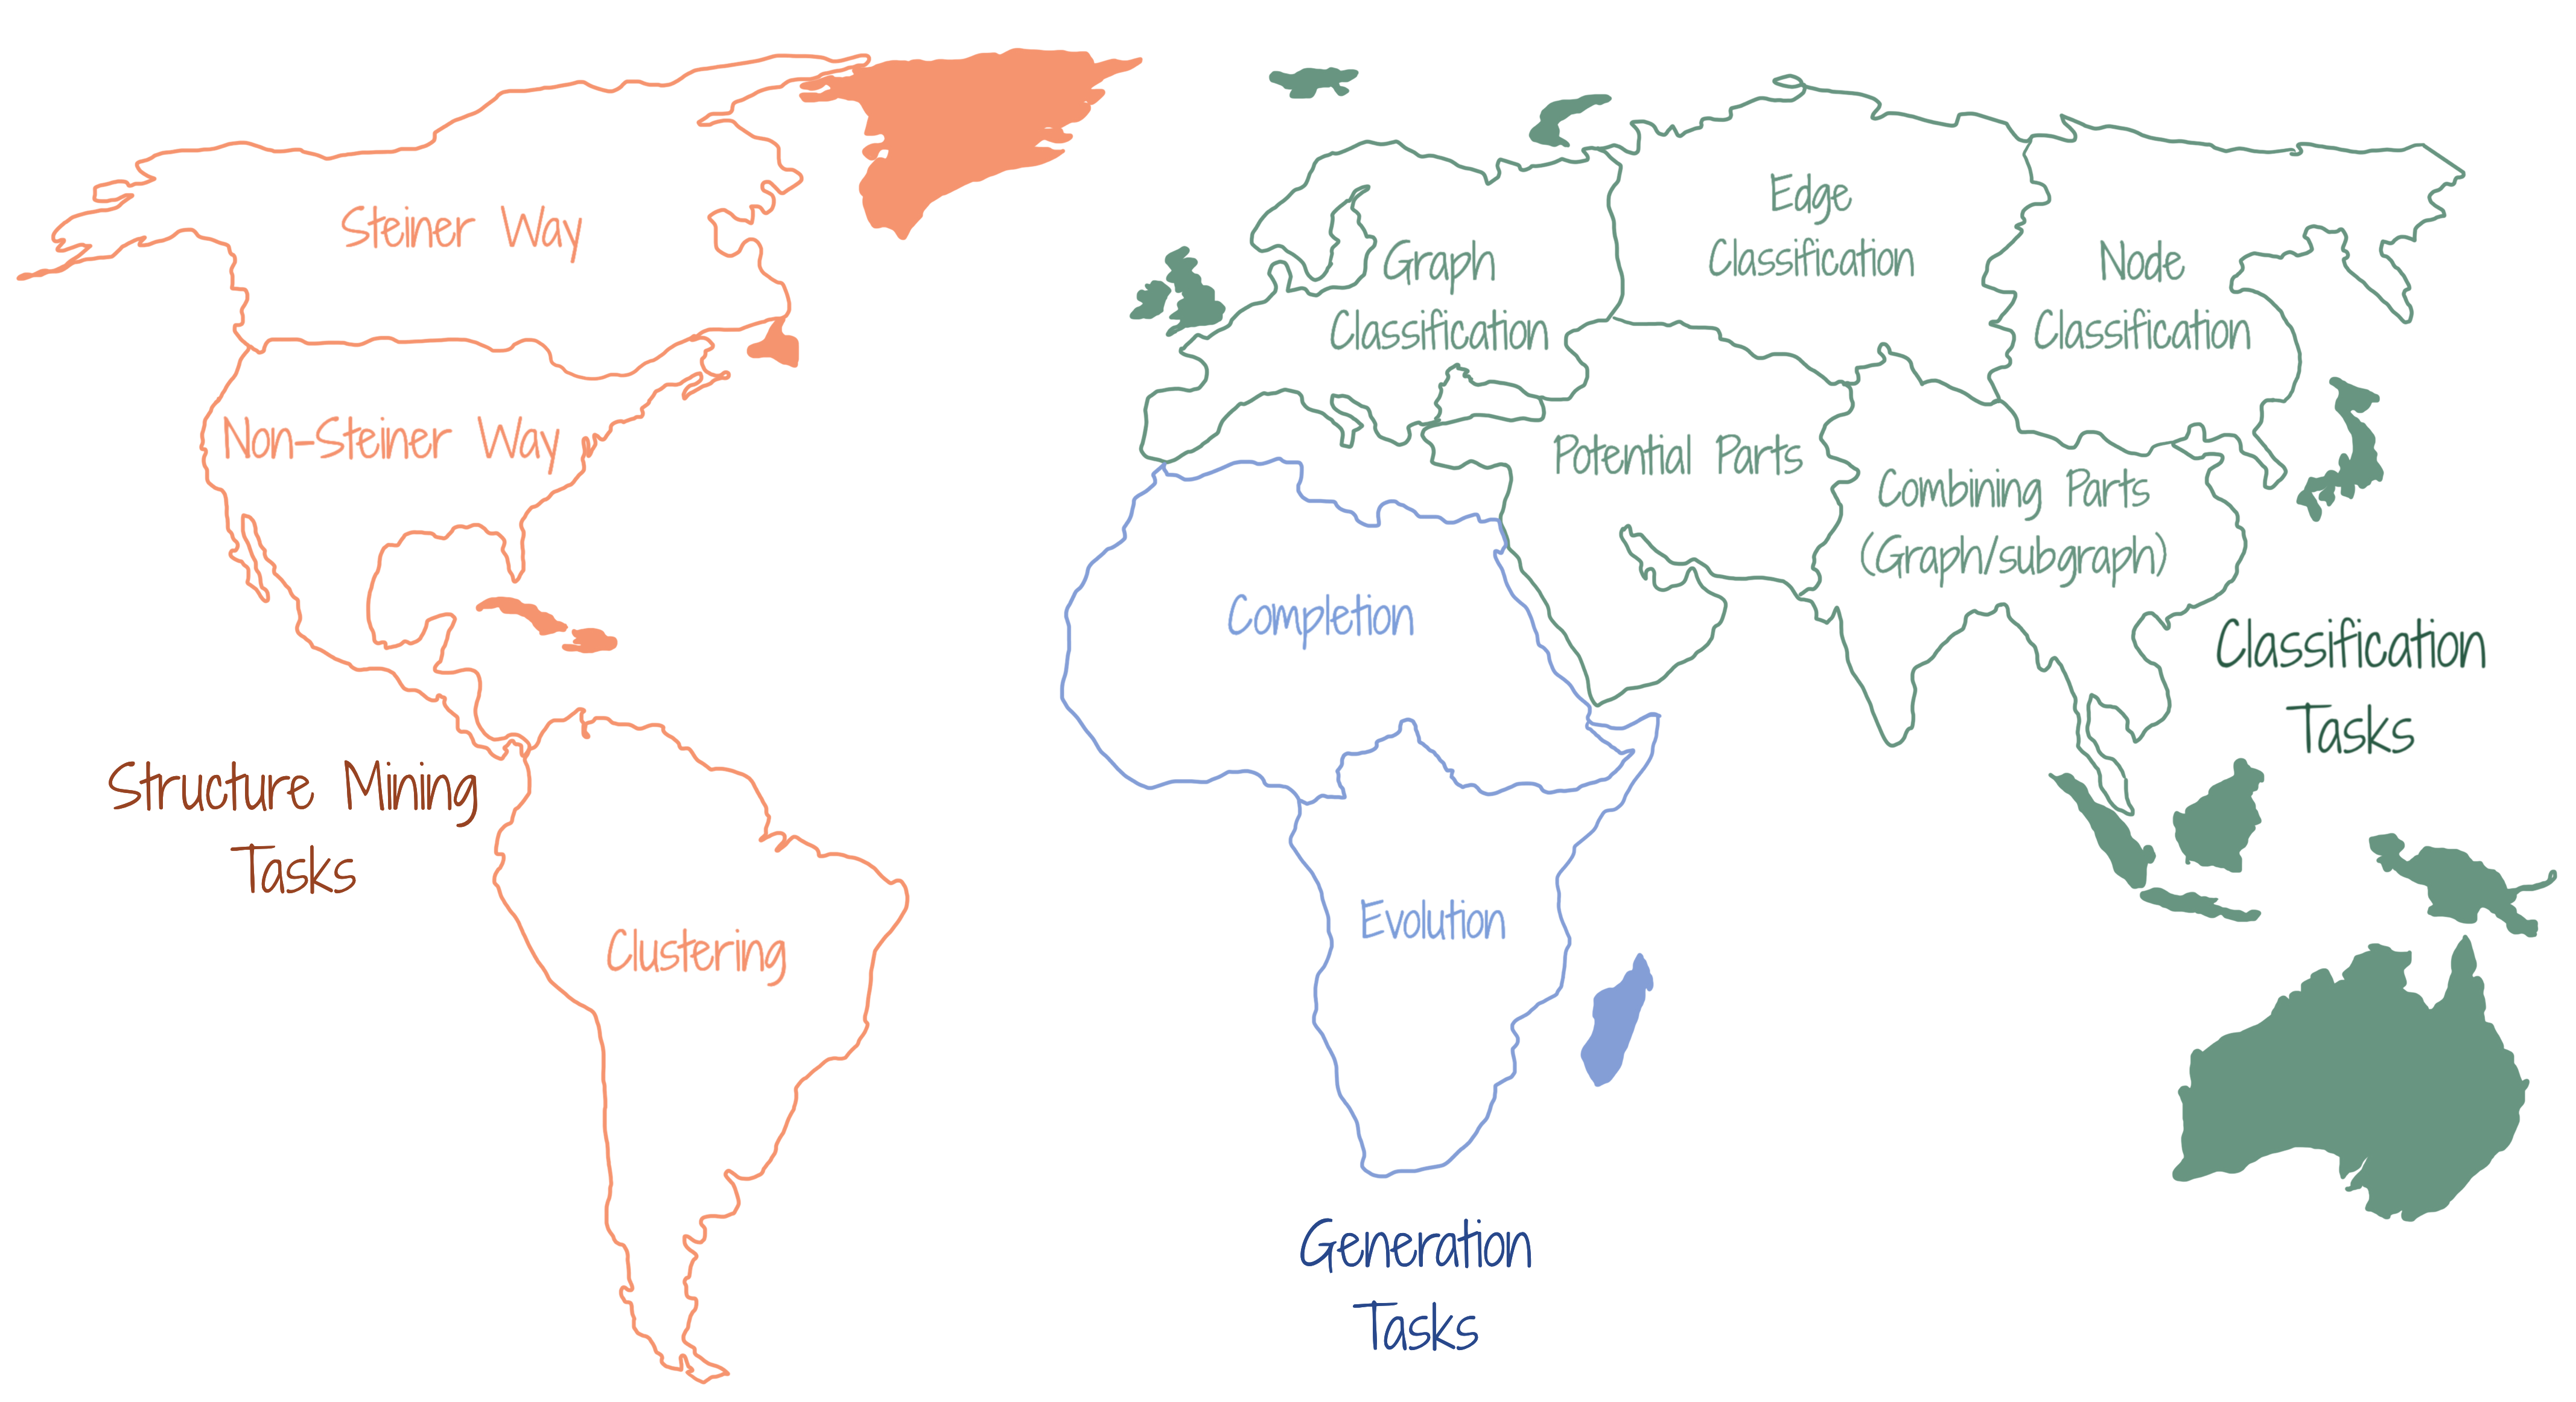 Steiner Way
Non-Steiner Way
Structure Mining
Tasks
Clustering
Graph
Classification
Edge
Classification
Node
Classification
Potential Parts
Combining Parts
(Graph/subgraph)
Classification
Tasks
Completion
Evolution
Generation
Tasks